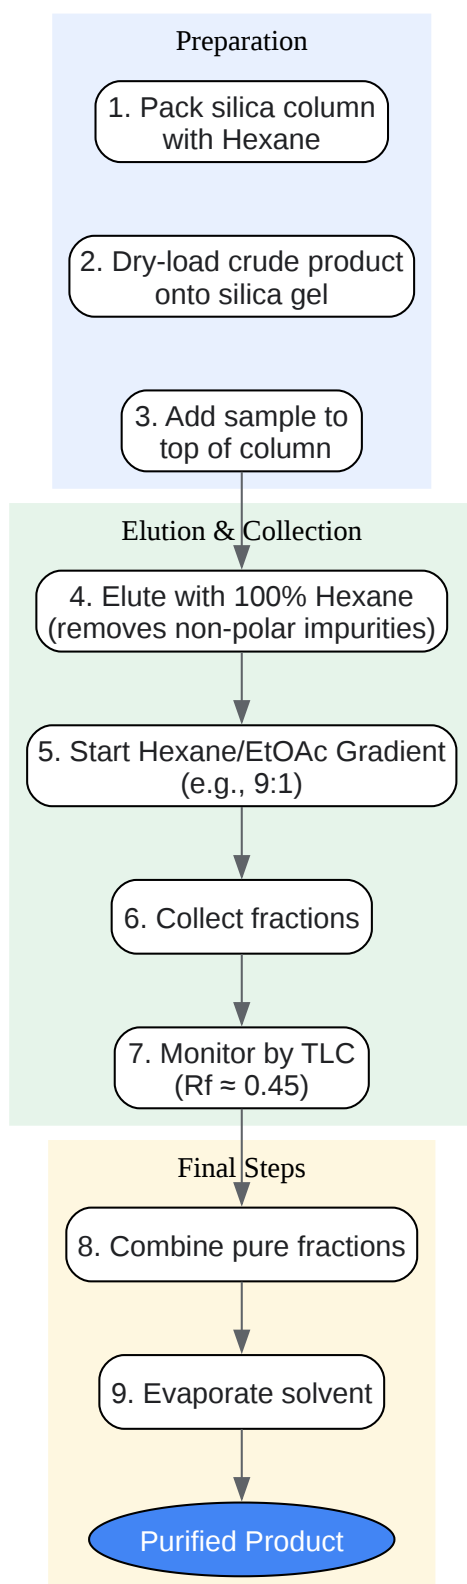 Preparation
1. Pack silica column
with Hexane
2. Dry-load crude product
onto silica gel
3. Add sample to
top of column
Elution & Collection
4. Elute with 100% Hexane
(removes non-polar impurities)
5. Start Hexane/EtOAc Gradient
(e.g., 9:1)
6. Collect fractions
7. Monitor by TLC
(Rf ≈ 0.45)
Final Steps
8. Combine pure fractions
9. Evaporate solvent
Purified Product